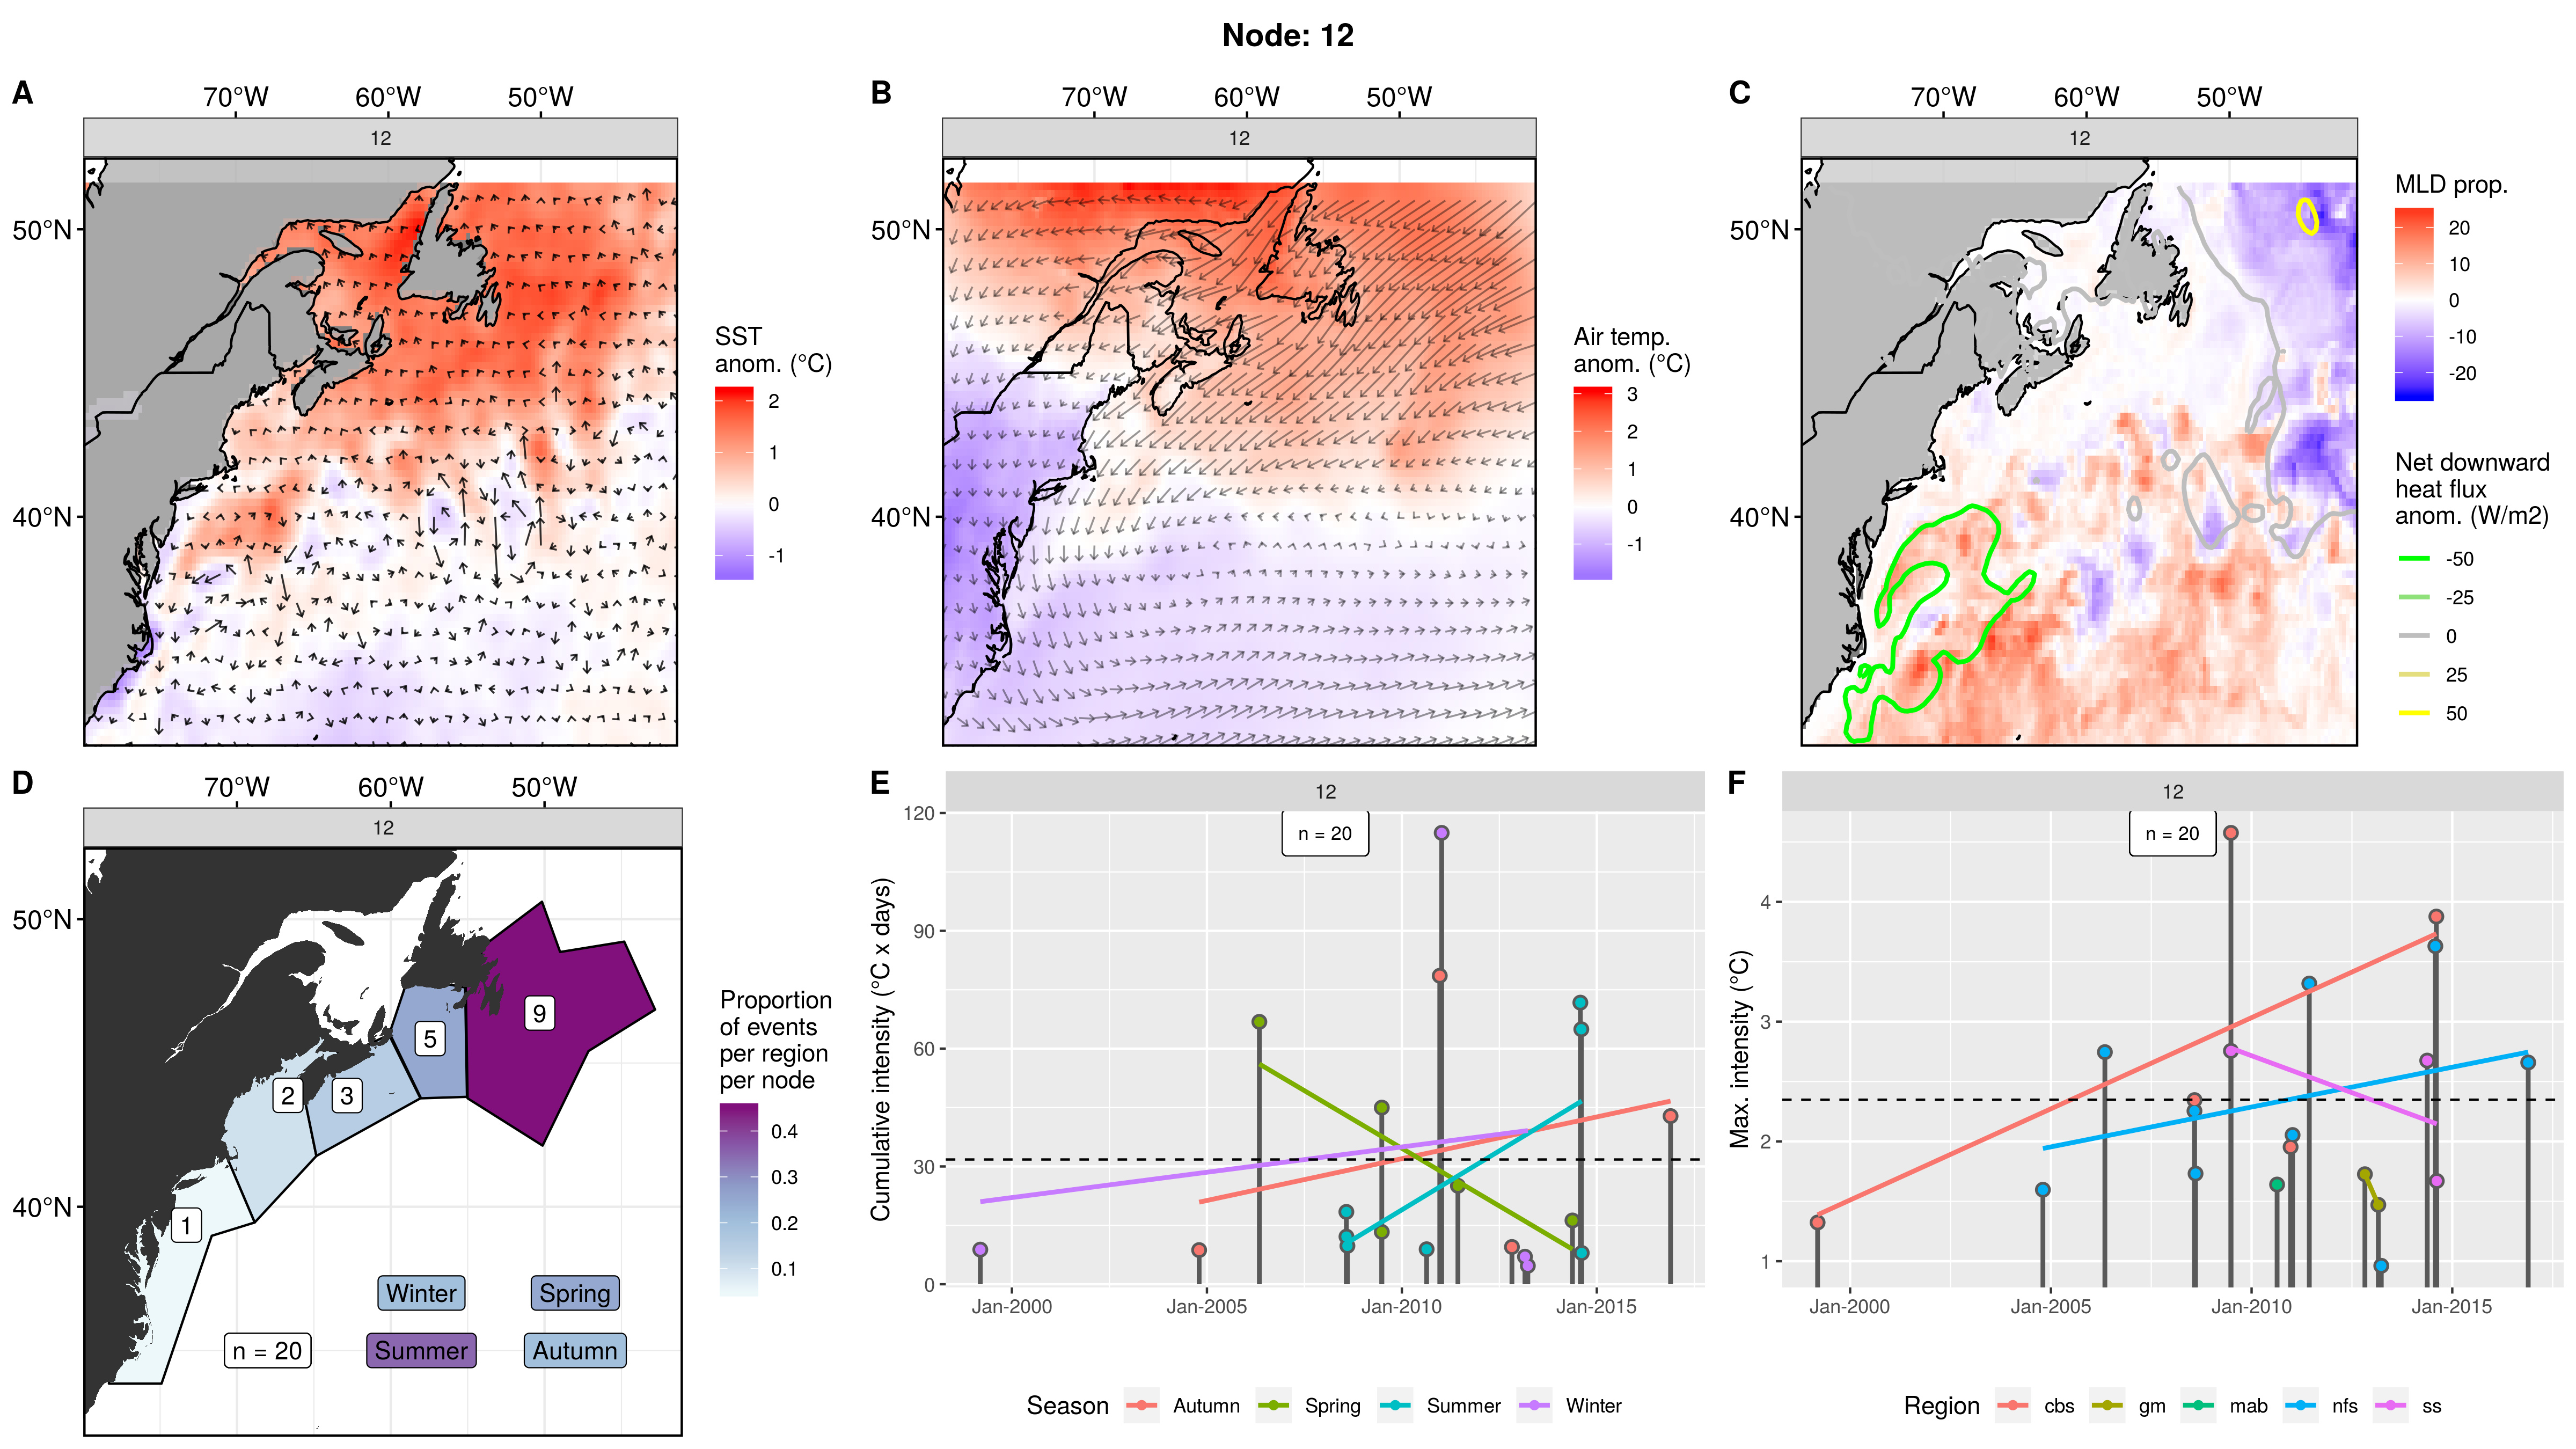 Node: 12
A
70°W 60°W 50°W
12
50°N
40°N
SST
anom. (°C)
2
1
0
-1
B
70°W 60°W 50°W
12
50°N
40°N
Air temp.
anom. (°C)
3
2
1
0
-1
C
70°W 60°W 50°W
12
50°N
40°N
MLD prop.
20
10
0
-10
-20
Net downward
heat flux
anom. (W/m2)
-50
-25
0
25
50
D
70°W 60°W 50°W
12
50°N
40°N
9
5
3
2
1
Winter Spring
n = 20 Summer Autumn
Proportion
of events
per region
per node
0.4
0.3
0.2
0.1
E
12
n = 20
Cumulative intensity (°C x days)
120
90
60
30
0
Jan-2000 Jan-2005 Jan-2010 Jan-2015
Season Autumn Spring Summer Winter
F
12
n = 20
Max. intensity (°C)
4
3
2
1
Jan-2000 Jan-2005 Jan-2010 Jan-2015
Region cbs gm mab nfs ss